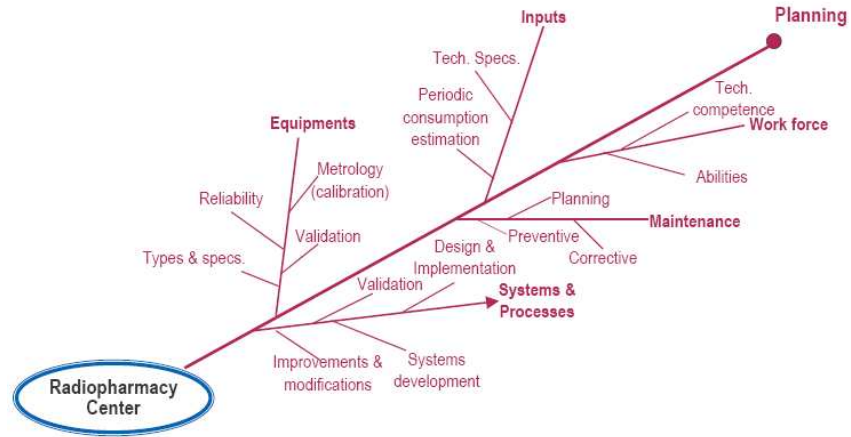 Planning
Inputs
Tech. Specs.
Periodic
consumption
estimation
Tech.
competence
Work force
Abilities
Equipments
Metrology
(calibration)
Reliability
Validation
Types & specs.
Planning
Maintenance
Preventive
Corrective
Design &
Implementation
Validation
Systems &
Processes
Improvements &
modifications
Systems
development
Radiopharmacy
Center